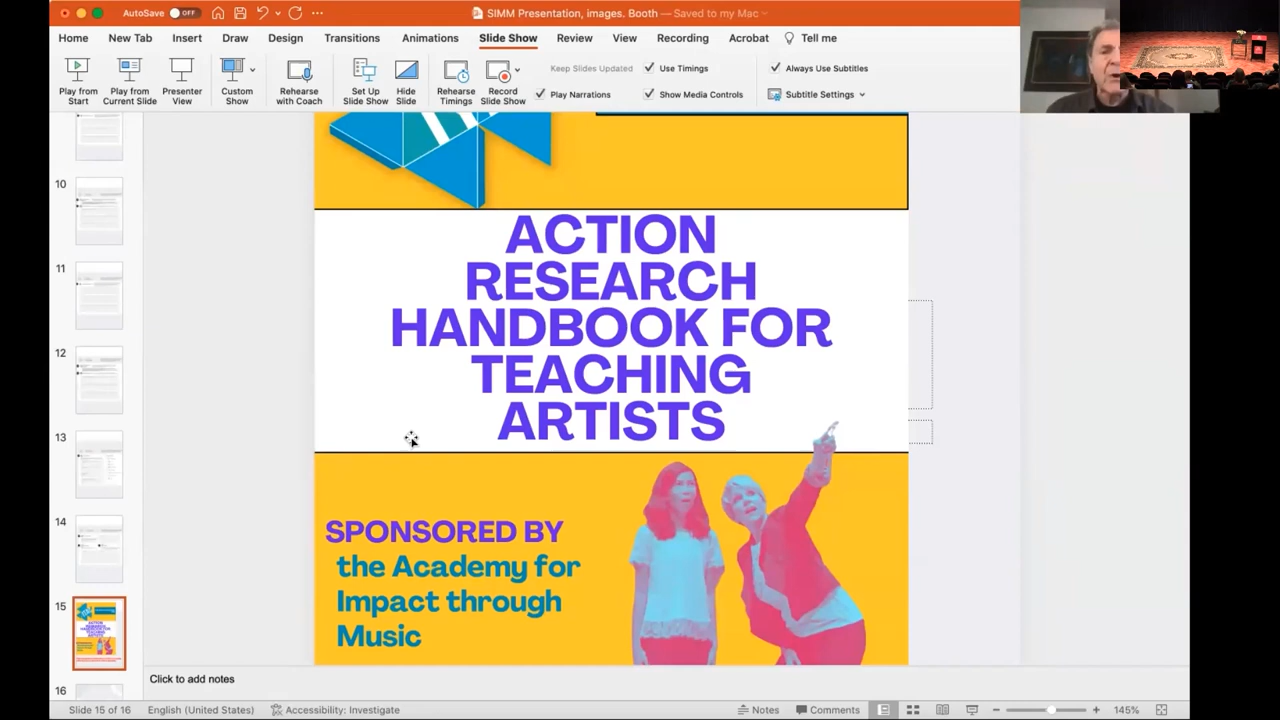 AutoSave OFF
SIMM Presentation, images. Booth — Saved to my Mac
Home New Tab Insert Draw Design Transitions Animations Slide Show Review View Recording Acrobat Tell me
Play from Start
Play from Current Slide
Presenter View
Custom Show
Rehearse with Coach
Set Up Slide Show
Hide Slide
Rehearse Timings
Record Slide Show
Keep Slides Updated
Use Timings
Always Use Subtitles
Play Narrations
Show Media Controls
Subtitle Settings
10
11
12
13
14
15
16
ACTION
RESEARCH
HANDBOOK FOR
TEACHING
ARTISTS
SPONSORED BY
the Academy for
Impact through
Music
Click to add notes
Slide 15 of 16 English (United States) Accessibility: Investigate Notes Comments 145%